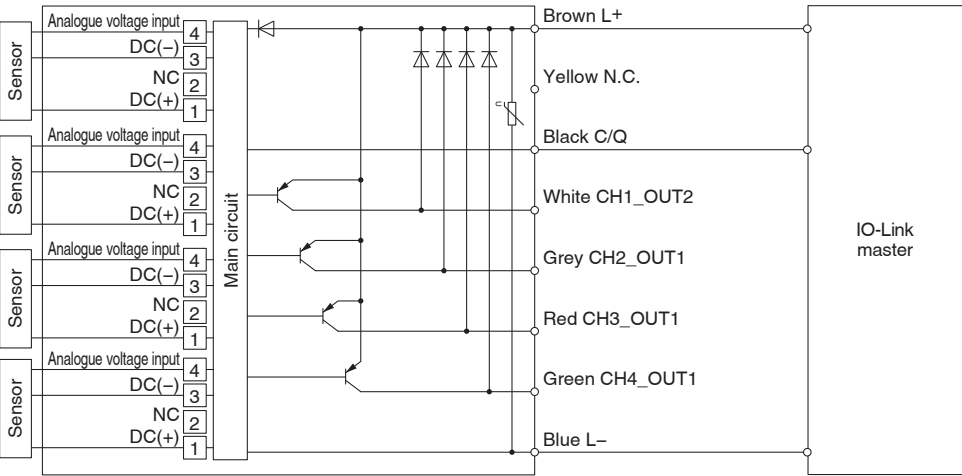 Sensor
Analogue voltage input 4
DC(–) 3
NC 2
DC(+) 1
Sensor
Analogue voltage input 4
DC(–) 3
NC 2
DC(+) 1
Sensor
Analogue voltage input 4
DC(–) 3
NC 2
DC(+) 1
Sensor
Analogue voltage input 4
DC(–) 3
NC 2
DC(+) 1
Main circuit
Brown L+
Yellow N.C.
Black C/Q
White CH1_OUT2
Grey CH2_OUT1
Red CH3_OUT1
Green CH4_OUT1
Blue L–
IO-Link
master